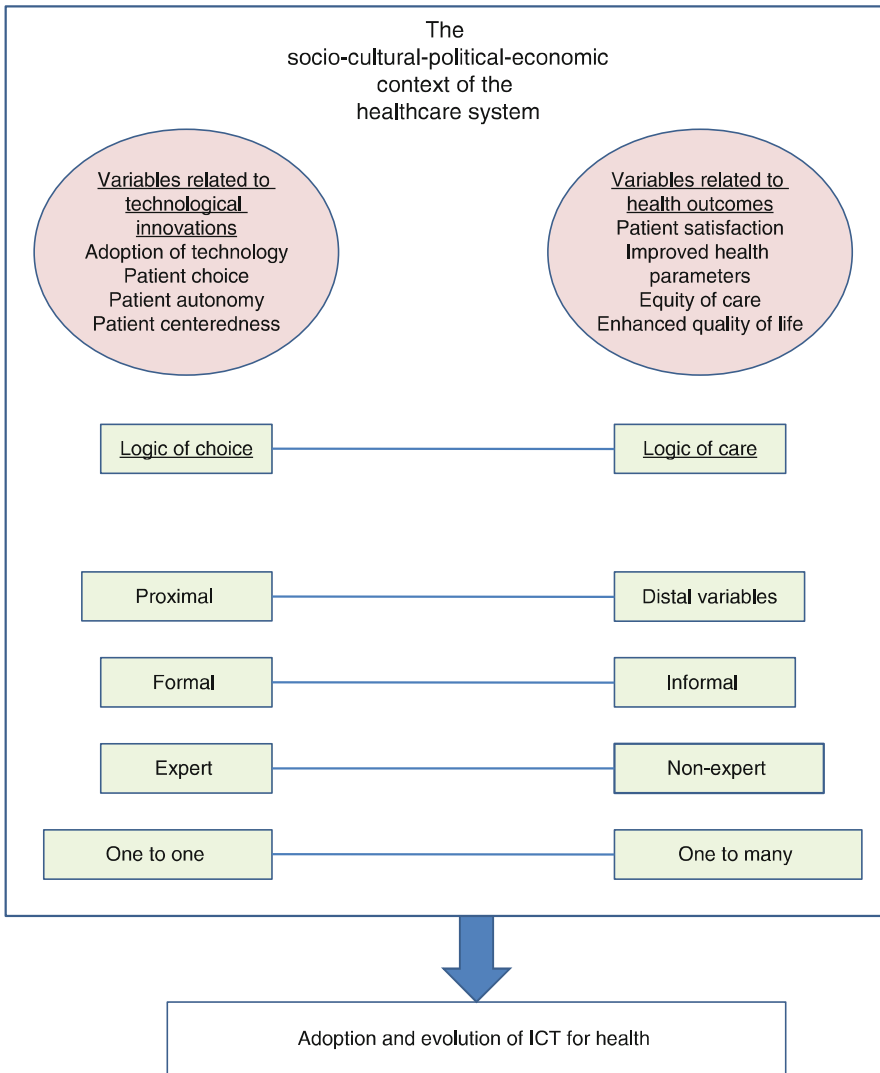 The
socio-cultural-political-economic
context of the
healthcare system
Variables related to
technological
innovations
Adoption of technology
Patient choice
Patient autonomy
Patient centeredness
Variables related to
health outcomes
Patient satisfaction
Improved health
parameters
Equity of care
Enhanced quality of life
Logic of choice
Logic of care
Proximal
Distal variables
Formal
Informal
Expert
Non-expert
One to one
One to many
Adoption and evolution of ICT for health